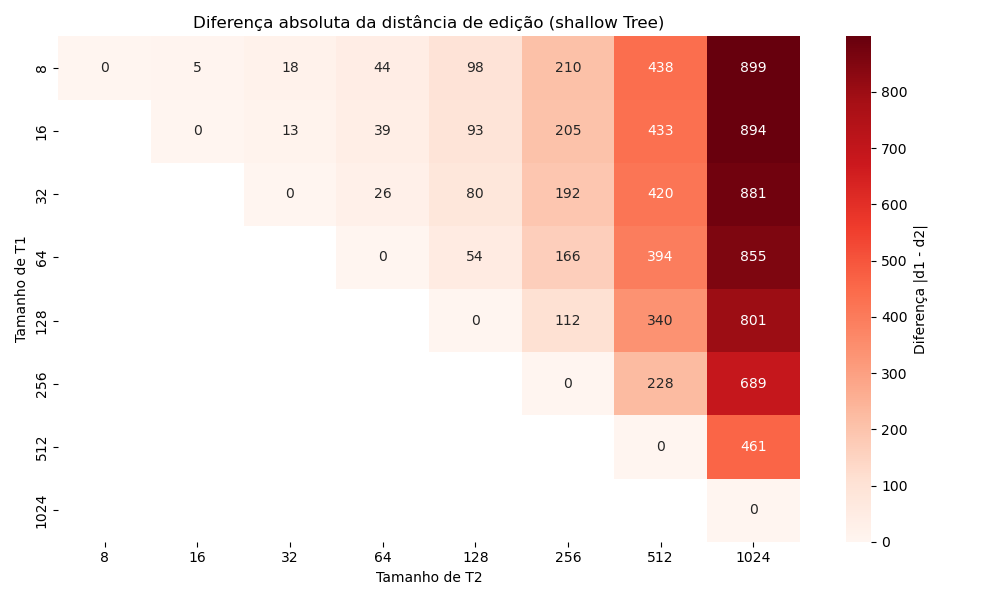 Diferença absoluta da distância de edição (shallow Tree)
Tamanho de T1
8 0 5 18 44 98 210 438 899
16 0 13 39 93 205 433 894
32 0 26 80 192 420 881
64 0 54 166 394 855
128 0 112 340 801
256 0 228 689
512 0 461
1024 0
8 16 32 64 128 256 512 1024
Tamanho de T2
800
700
600
500
400
300
200
100
0
Diferença |d1 - d2|